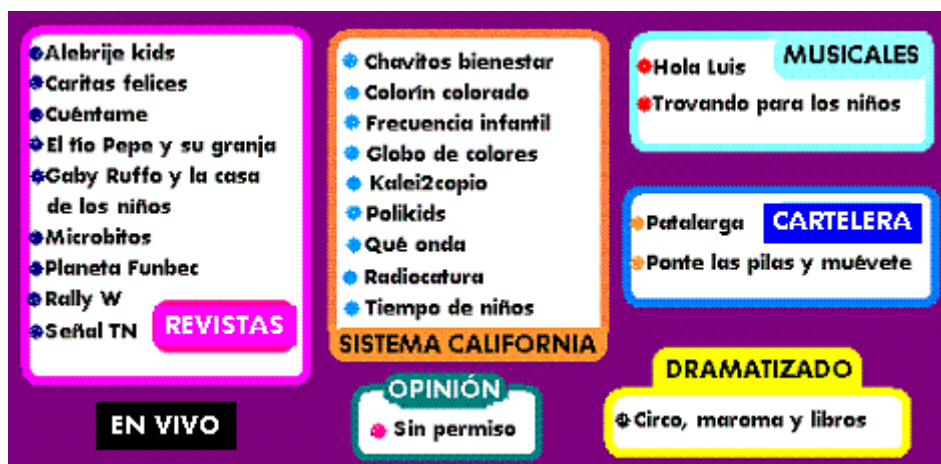 Alebrije kids
Caritas felices
Cuéntame
El tío Pepe y su granja
Gaby Ruffo y la casa
de los niños
Microbitos
Planeta Funbec
Rally W
Señal TN
REVISTAS
EN VIVO
Chavitos bienestar
Colorín colorado
Frecuencia infantil
Globo de colores
Kalei2copio
Polikids
Qué onda
Radiocatura
Tiempo de niños
SISTEMA CALIFORNIA
OPINIÓN
Sin permiso
MUSICALES
Hola Luis
Trovando para los niños
Patalarga
CARTELERA
Ponte las pilas y muévete
DRAMATIZADO
Circo, maroma y libros